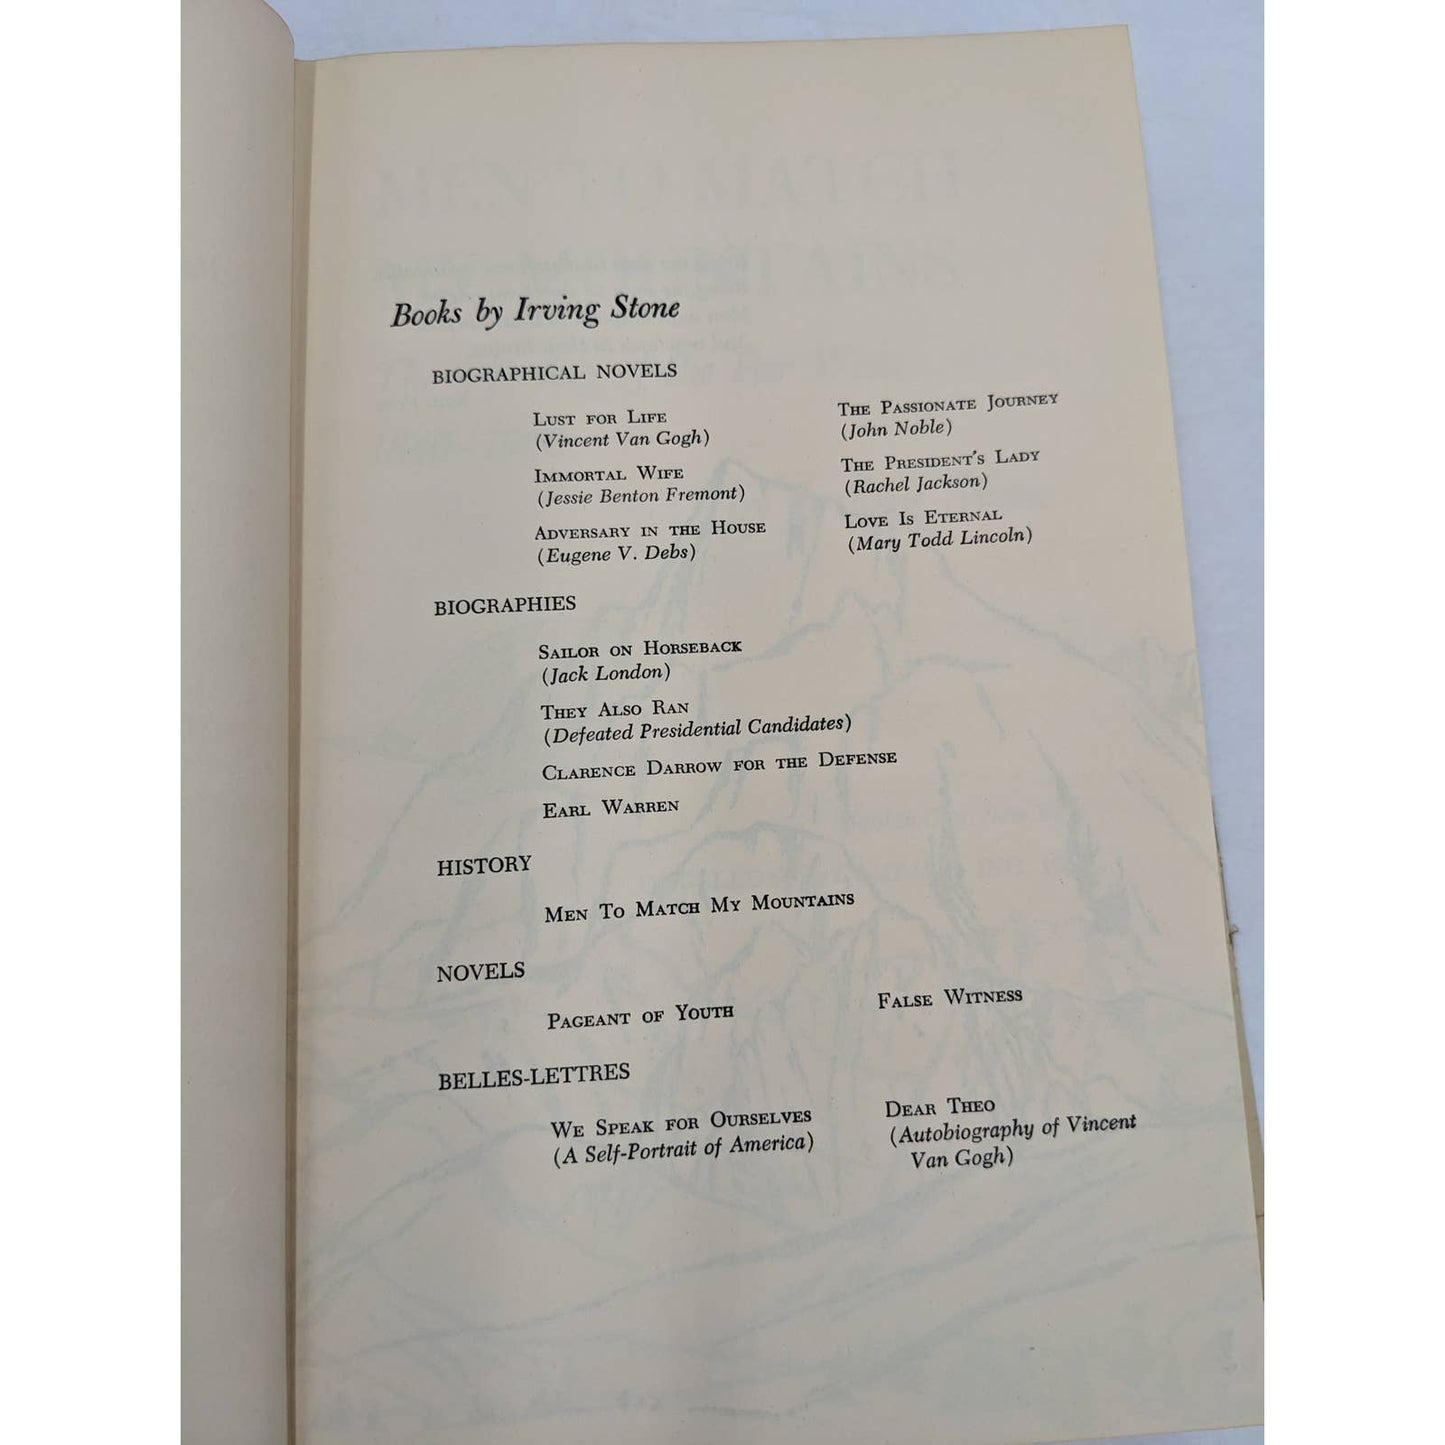 Books by Irving Stone
BIOGRAPHICAL NOVELS
LUST FOR LIFE
(Vincent Van Gogh)
IMMORTAL WIFE
(Jessie Benton Fremont)
ADVERSARY IN THE HOUSE
(Eugene V. Debs)
THE PASSIONATE JOURNEY
(John Noble)
THE PRESIDENT'S LADY
(Rachel Jackson)
LOVE IS ETERNAL
(Mary Todd Lincoln)
BIOGRAPHIES
SAILOR ON HORSEBACK
(Jack London)
THEY ALSO RAN
(Defeated Presidential Candidates)
CLARENCE DARROW FOR THE DEFENSE
EARL WARREN
HISTORY
MEN TO MATCH MY MOUNTAINS
NOVELS
PAGEANT OF YOUTH
FALSE WITNESS
BELLES-LETTRES
WE SPEAK FOR OURSELVES
(A Self-Portrait of America)
DEAR THEO
(Autobiography of Vincent
Van Gogh)